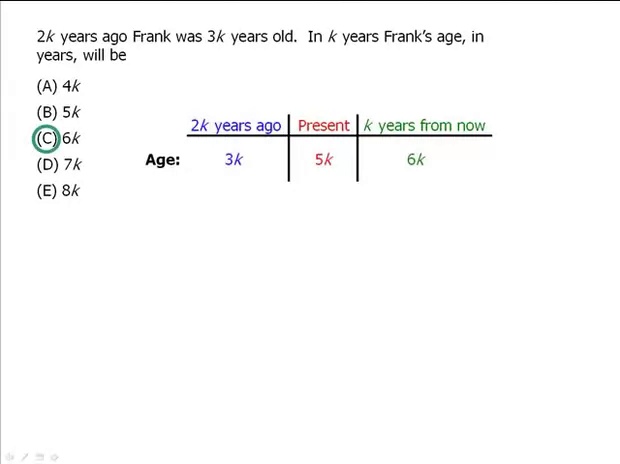 2k years ago Frank was 3k years old.  In k years Frank’s age, in
years, will be
(A) 4k
(B) 5k
(C) 6k
(D) 7k
(E) 8k
2k years ago Present k years from now
Age: 3k 5k 6k